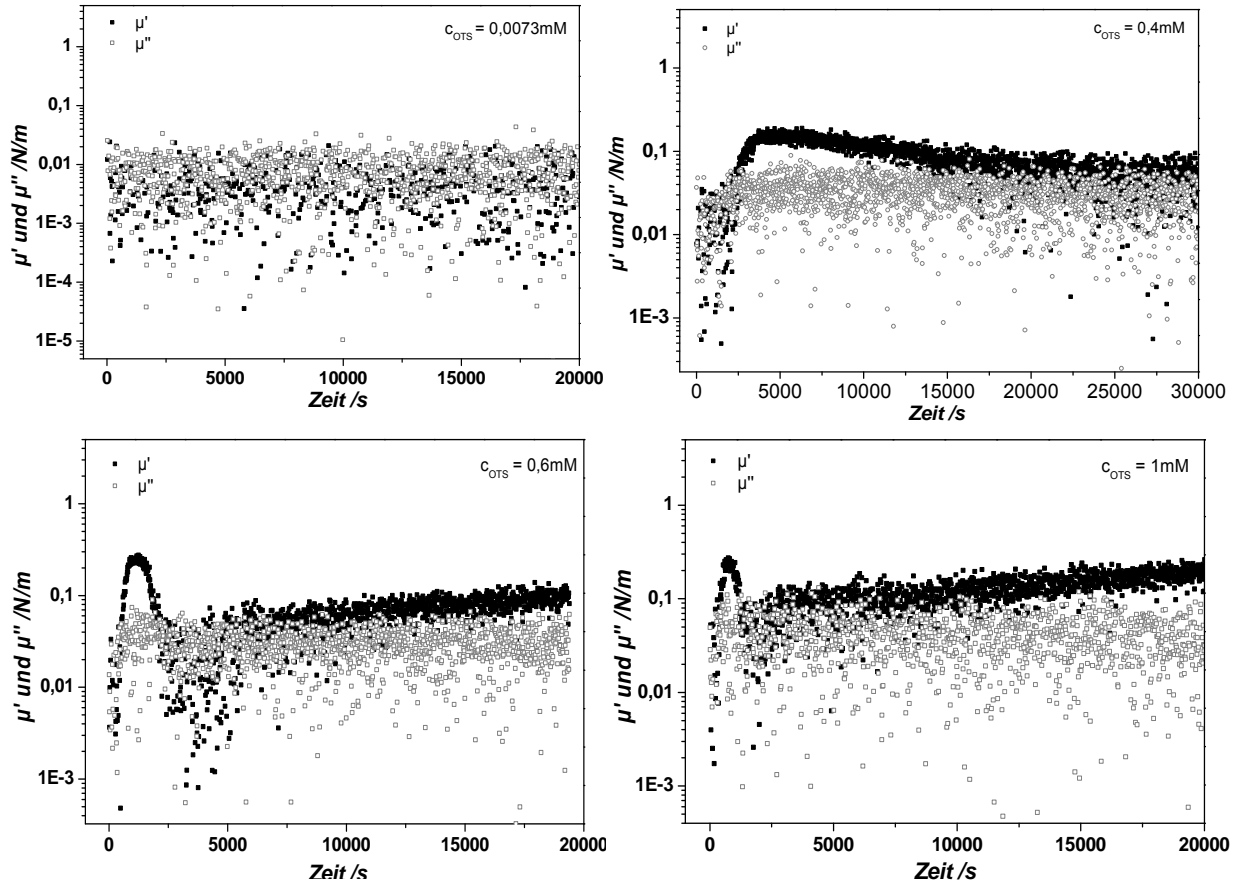 µ'
µ''
c_OTS = 0,0073mM
1
0,1
0,01
1E-3
1E-4
1E-5
µ' und µ'' /N/m
0 5000 10000 15000 20000
Zeit /s
µ'
µ''
c_OTS = 0,4mM
1
0,1
0,01
1E-3
µ' und µ'' /N/m
0 5000 10000 15000 20000 25000 30000
Zeit /s
µ'
µ''
c_OTS = 0,6mM
1
0,1
0,01
1E-3
µ' und µ'' /N/m
0 5000 10000 15000 20000
Zeit /s
µ'
µ''
c_OTS = 1mM
1
0,1
0,01
1E-3
µ' und µ'' /N/m
0 5000 10000 15000 20000
Zeit /s